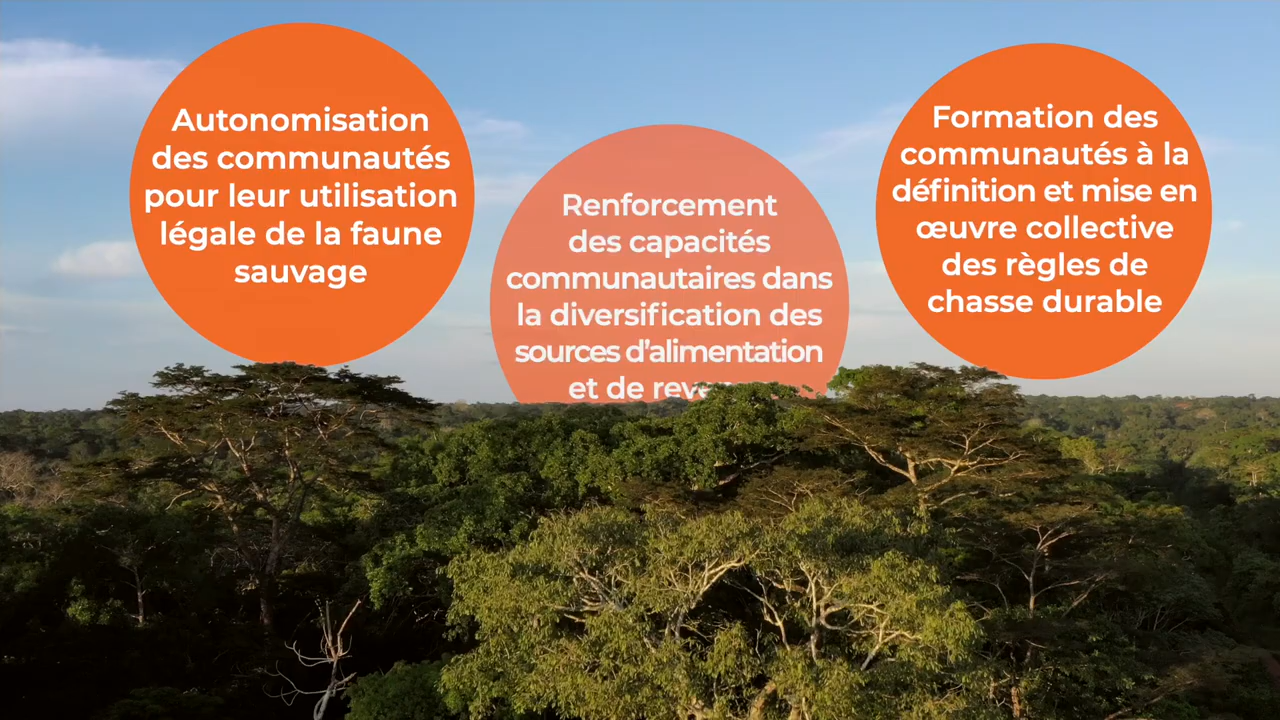 Autonomisation
des communautés
pour leur utilisation
légale de la faune
sauvage
Renforcement
des capacités
communautaires dans
la diversification des
sources d'alimentation
et de
Formation des
communautés à la
définition et mise en
œuvre collective
des règles de
chasse durable